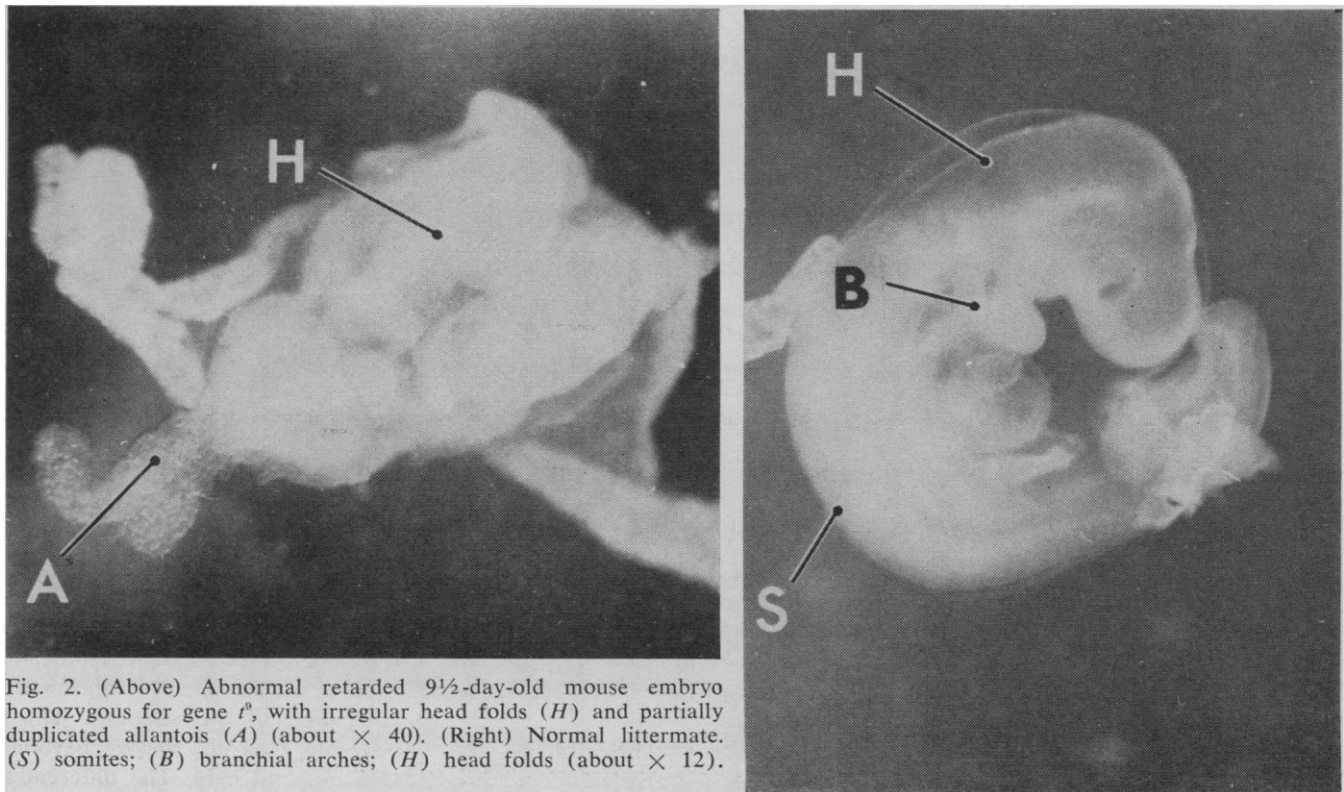 H
A
H
B
S
Fig. 2. (Above) Abnormal retarded 9½-day-old mouse embryo
homozygous for gene t⁹, with irregular head folds (H) and partially
duplicated allantois (A) (about × 40). (Right) Normal littermate.
(S) somites; (B) branchial arches; (H) head folds (about × 12).